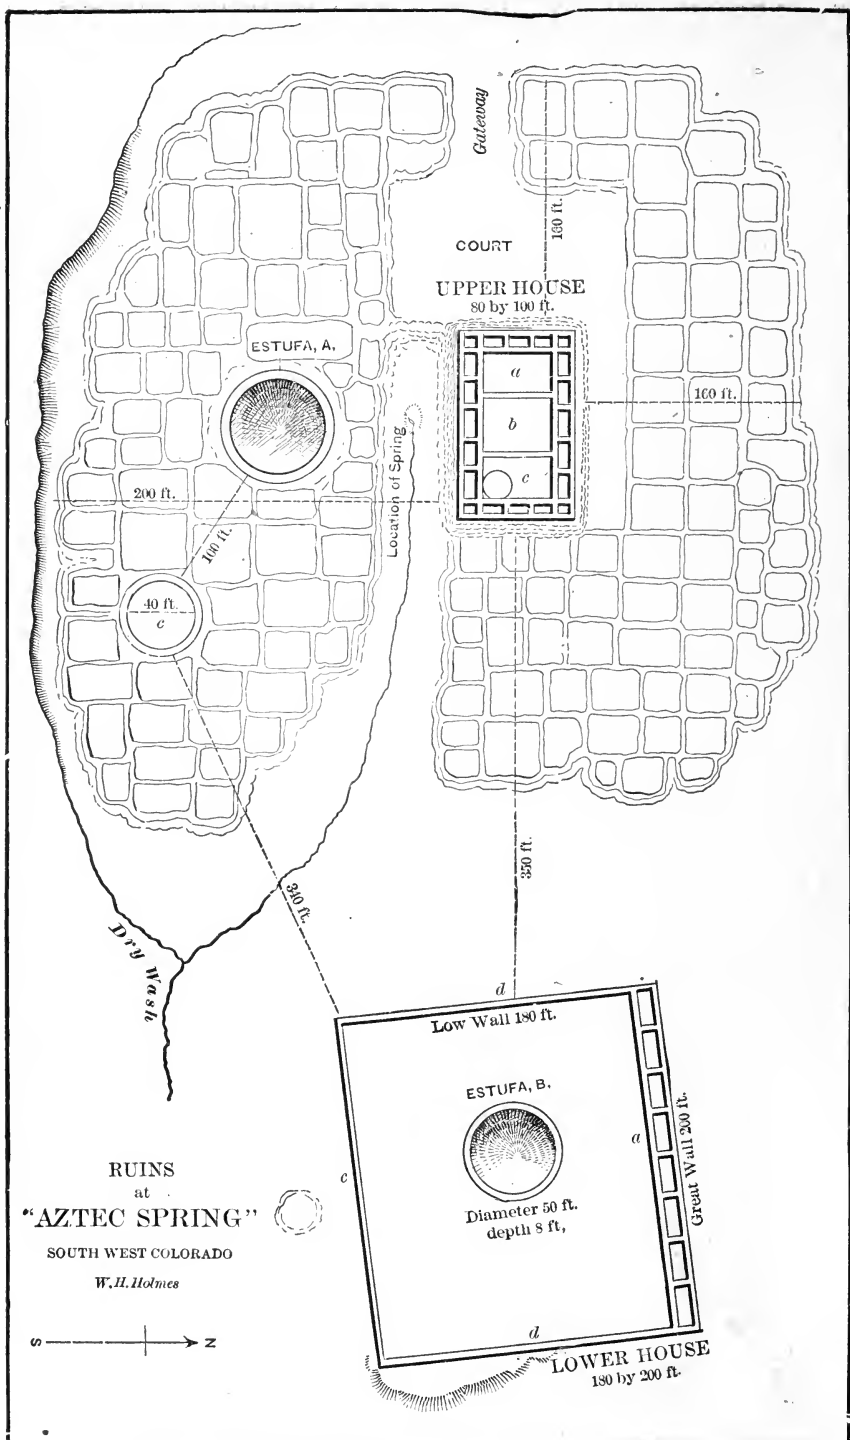 Gateway
COURT
160 ft.
UPPER HOUSE
80 by 100 ft.
ESTUFA, A.
a
b
c
160 ft.
Location of Spring
200 ft.
100 ft.
40 ft.
c
350 ft.
340 ft.
Dry Wash
d
Low Wall 180 ft.
ESTUFA, B.
a
Great Wall 200 ft.
c
Diameter 50 ft.
depth 8 ft,
d
LOWER HOUSE
180 by 200 ft.
RUINS
at
"AZTEC SPRING"
SOUTH WEST COLORADO
W. H. Holmes
S N